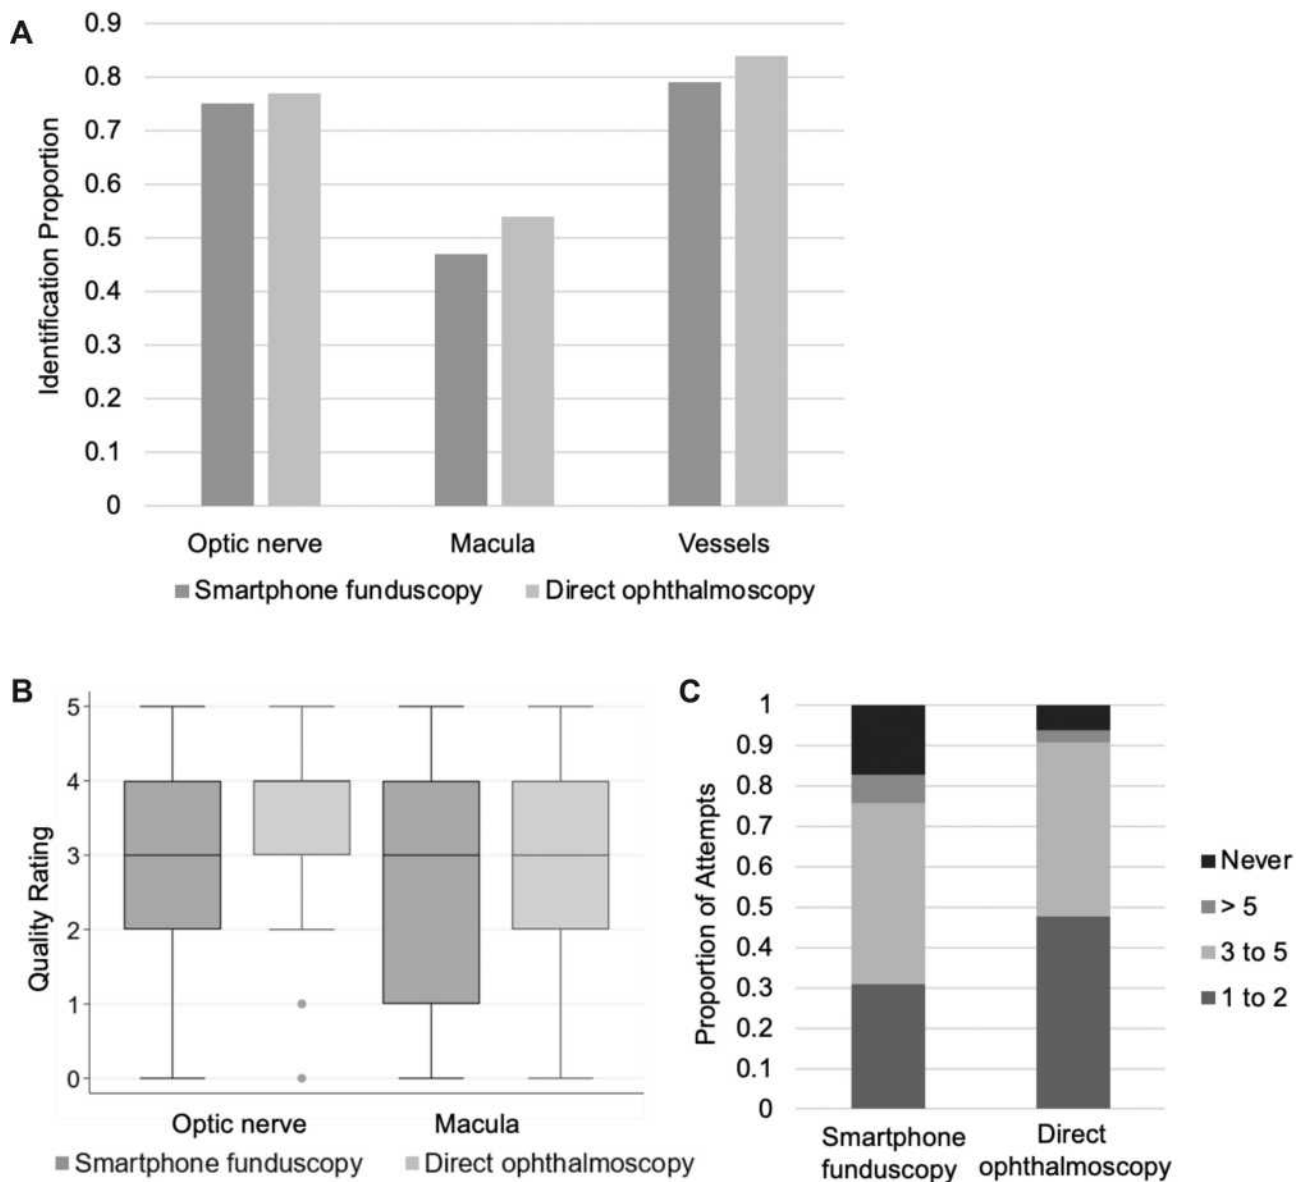 A
Identification Proportion
0.9
0.8
0.7
0.6
0.5
0.4
0.3
0.2
0.1
0
Optic nerve Macula Vessels
Smartphone funduscopy Direct ophthalmoscopy
B
Quality Rating
5
4
3
2
1
0
Optic nerve Macula
Smartphone funduscopy Direct ophthalmoscopy
C
Proportion of Attempts
1
0.9
0.8
0.7
0.6
0.5
0.4
0.3
0.2
0.1
0
Smartphone
funduscopy
Direct
ophthalmoscopy
Never
> 5
3 to 5
1 to 2